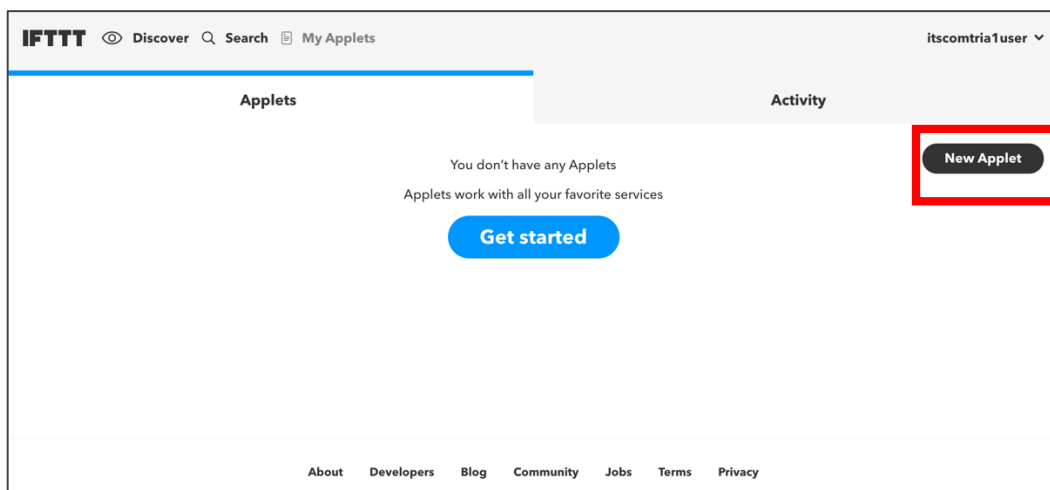 IFTTT Discover Search My Applets itscomtria1user
Applets Activity
New Applet
You don't have any Applets
Applets work with all your favorite services
Get started
About Developers Blog Community Jobs Terms Privacy